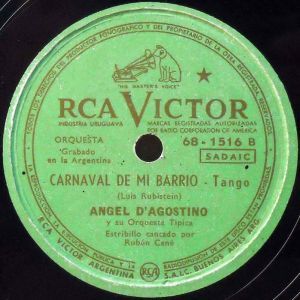 "HIS MASTER'S VOICE"
RCA VICTOR
INDUSTRIA URUGUAYA
MARCAS REGISTRADAS AUTORIZADAS
POR RADIO CORPORATION OF AMERICA
ORQUESTA
68-1516 B
Grabado
en la Argentina
SADAIC
CARNAVAL DE MI BARRIO - Tango
(Luis Rubistein)
ANGEL D'AGOSTINO
y su Orquesta Típica
Estribillo cantado por
Rubén Cané
RCA VICTOR ARGENTINA
S.A.I.C. BUENOS AIRES
RCA